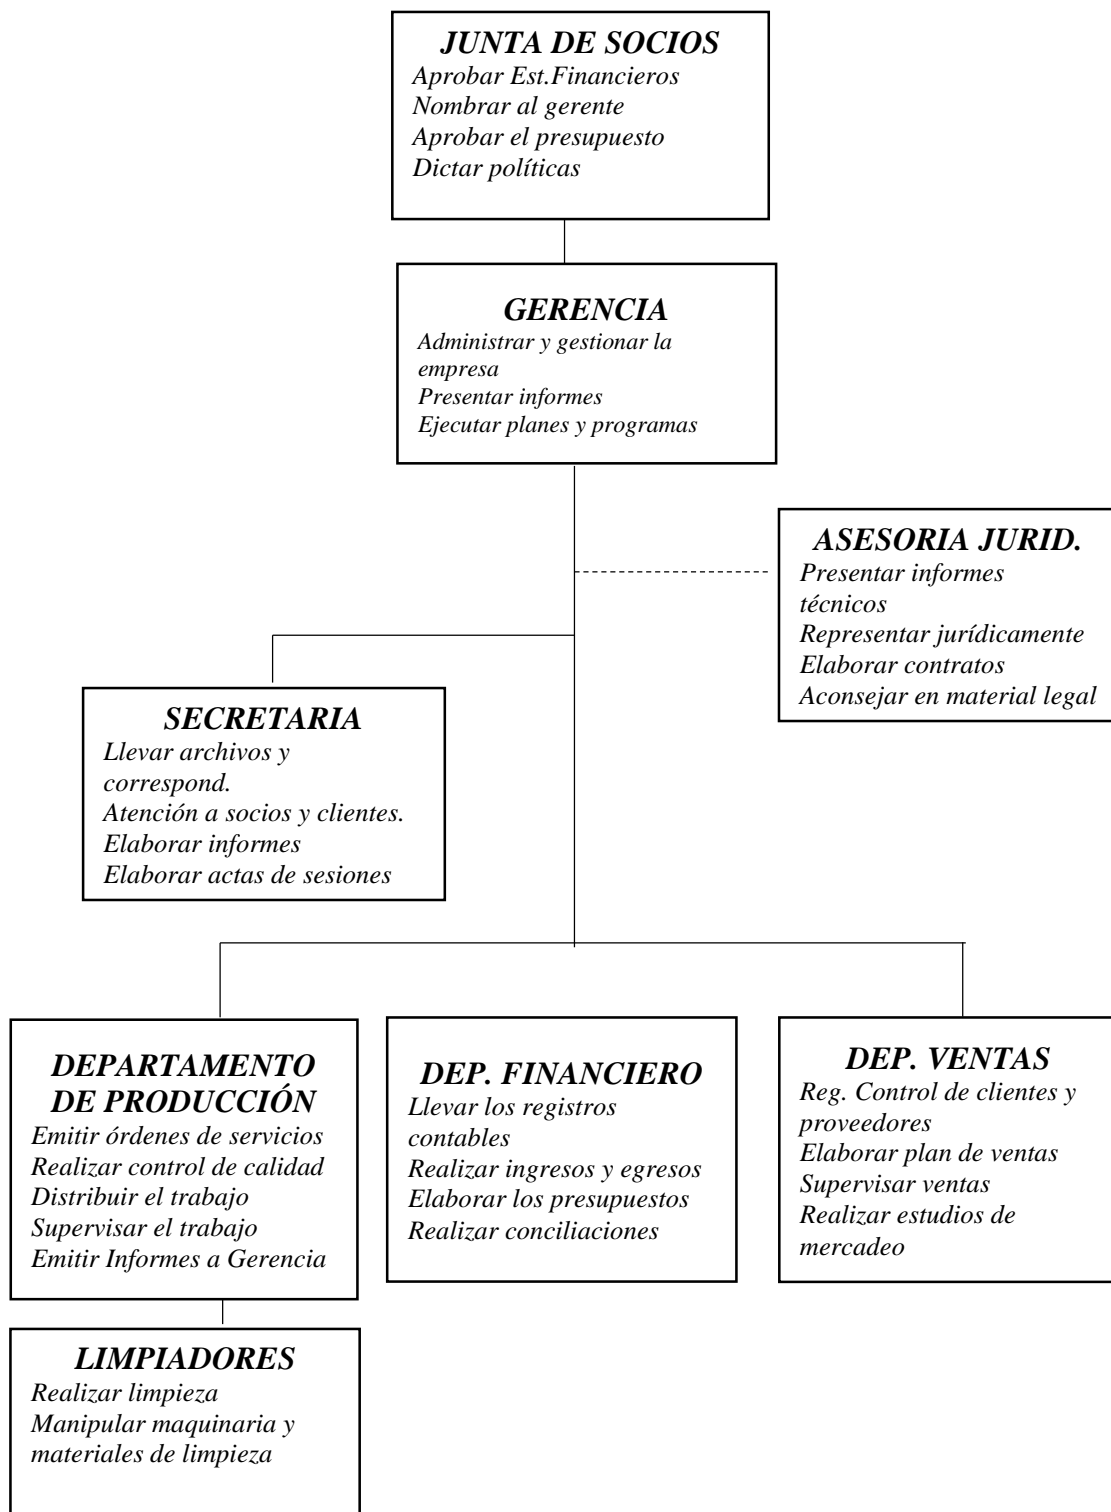 JUNTA DE SOCIOS
Aprobar Est.Financieros
Nombrar al gerente
Aprobar el presupuesto
Dictar políticas
GERENCIA
Administrar y gestionar la
empresa
Presentar informes
Ejecutar planes y programas
ASESORIA JURID.
Presentar informes
técnicos
Representar jurídicamente
Elaborar contratos
Aconsejar en material legal
SECRETARIA
Llevar archivos y
correspond.
Atención a socios y clientes.
Elaborar informes
Elaborar actas de sesiones
DEPARTAMENTO
DE PRODUCCIÓN
Emitir órdenes de servicios
Realizar control de calidad
Distribuir el trabajo
Supervisar el trabajo
Emitir Informes a Gerencia
DEP. FINANCIERO
Llevar los registros
contables
Realizar ingresos y egresos
Elaborar los presupuestos
Realizar conciliaciones
DEP. VENTAS
Reg. Control de clientes y
proveedores
Elaborar plan de ventas
Supervisar ventas
Realizar estudios de
mercadeo
LIMPIADORES
Realizar limpieza
Manipular maquinaria y
materiales de limpieza